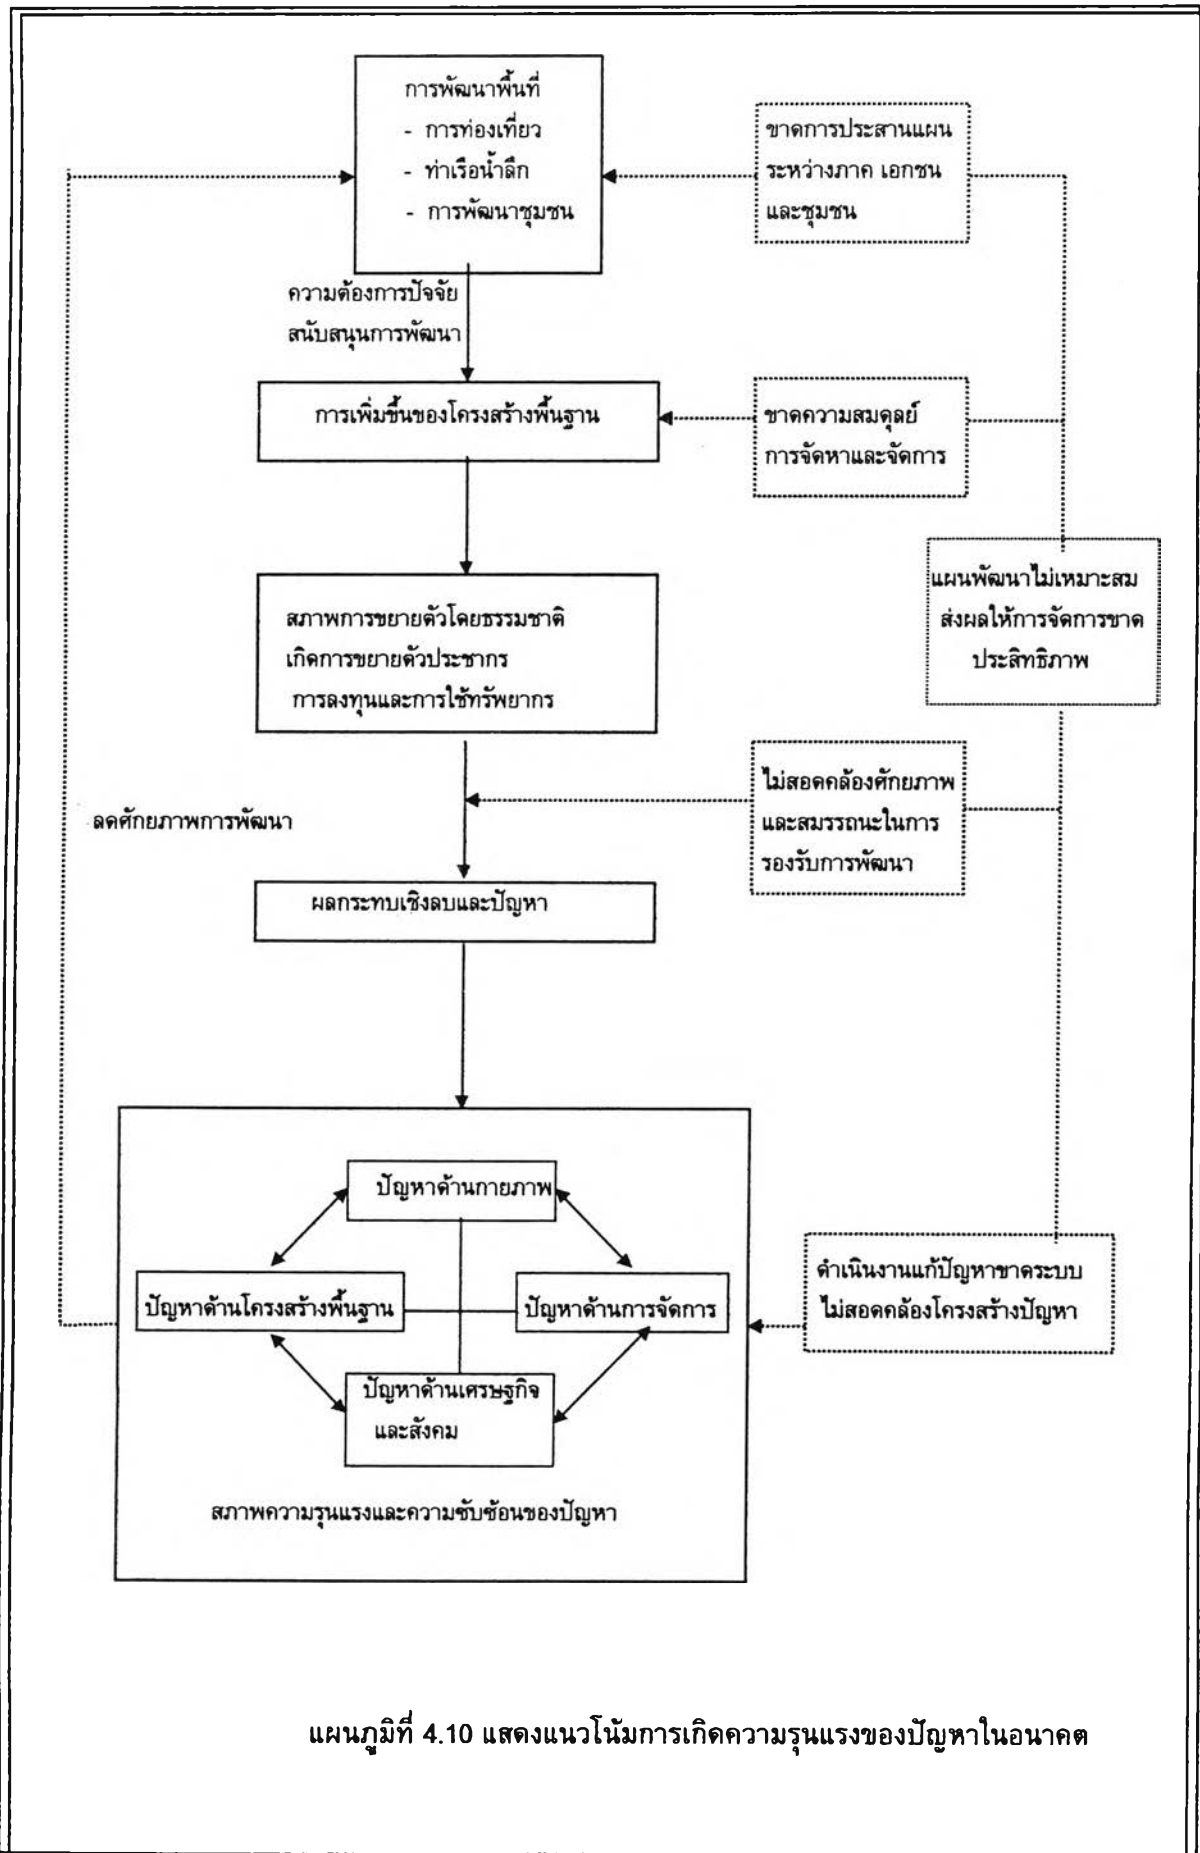 การพัฒนาพื้นที่
- การท่องเที่ยว
- ท่าเรือน้ำลึก
- การพัฒนาชุมชน
ขาดการประสานแผน
ระหว่างภาค เอกชน
และชุมชน
ความต้องการปัจจัย
สนับสนุนการพัฒนา
การเพิ่มขึ้นของโครงสร้างพื้นฐาน
ขาดความสมดุลย์
การจัดหาและจัดการ
แผนพัฒนาไม่เหมาะสม
ส่งผลให้การจัดการขาด
ประสิทธิภาพ
สภาพการขยายตัวโดยธรรมชาติ
เกิดการขยายตัวประชากร
การลงทุนและการใช้ทรัพยากร
ไม่สอดคล้องศักยภาพ
และสมรรถนะในการ
รองรับการพัฒนา
ลดศักยภาพการพัฒนา
ผลกระทบเชิงลบและปัญหา
ปัญหาด้านกายภาพ
ปัญหาด้านโครงสร้างพื้นฐาน
ปัญหาด้านการจัดการ
ปัญหาด้านเศรษฐกิจ
และสังคม
ดำเนินงานแก้ปัญหาขาดระบบ
ไม่สอดคล้องโครงสร้างปัญหา
สภาพความรุนแรงและความซับซ้อนของปัญหา
แผนภูมิที่ 4.10 แสดงแนวโน้มการเกิดความรุนแรงของปัญหาในอนาคต